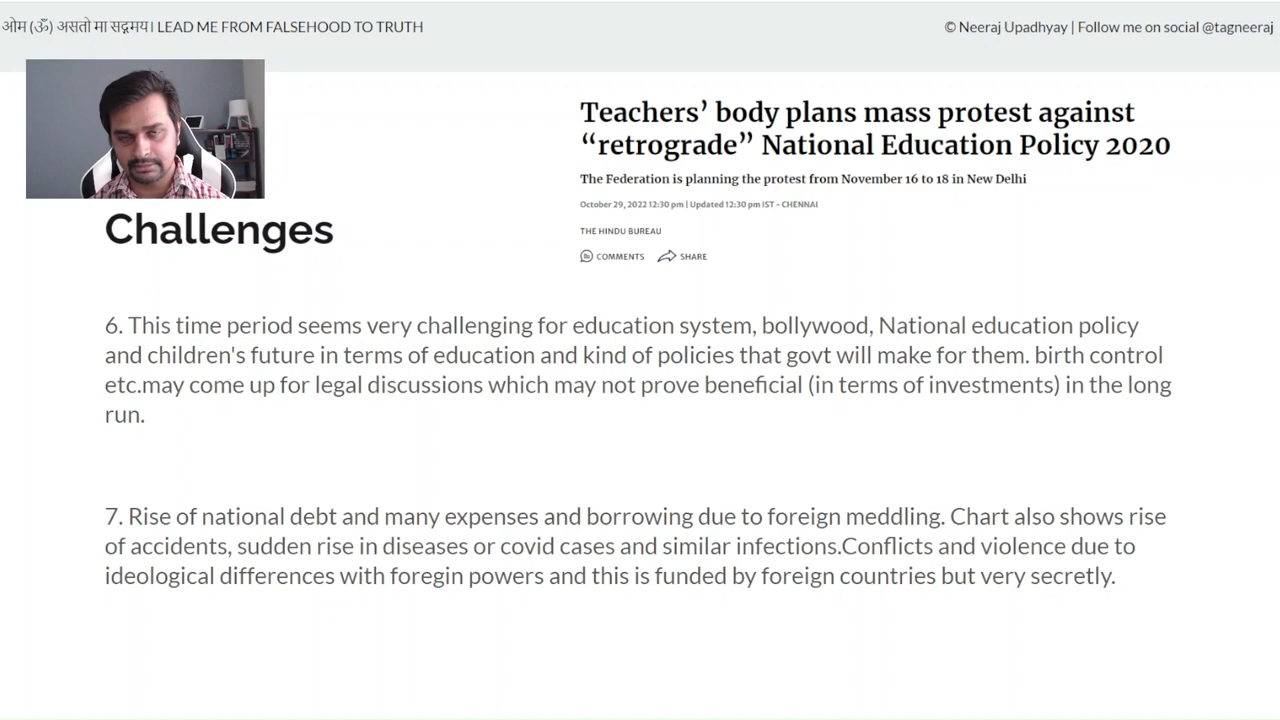 ओम (ॐ) असतो मा सद्गमय। LEAD ME FROM FALSEHOOD TO TRUTH
© Neeraj Upadhyay | Follow me on social @tagneeraj
Teachers’ body plans mass protest against
“retrograde” National Education Policy 2020
The Federation is planning the protest from November 16 to 18 in New Delhi
October 29, 2022 12:30 pm | Updated 12:30 pm IST - CHENNAI
THE HINDU BUREAU
COMMENTS SHARE
Challenges
6. This time period seems very challenging for education system, bollywood, National education policy
and children's future in terms of education and kind of policies that govt will make for them. birth control
etc.may come up for legal discussions which may not prove beneficial (in terms of investments) in the long
run.
7. Rise of national debt and many expenses and borrowing due to foreign meddling. Chart also shows rise
of accidents, sudden rise in diseases or covid cases and similar infections.Conflicts and violence due to
ideological differences with foregin powers and this is funded by foreign countries but very secretly.